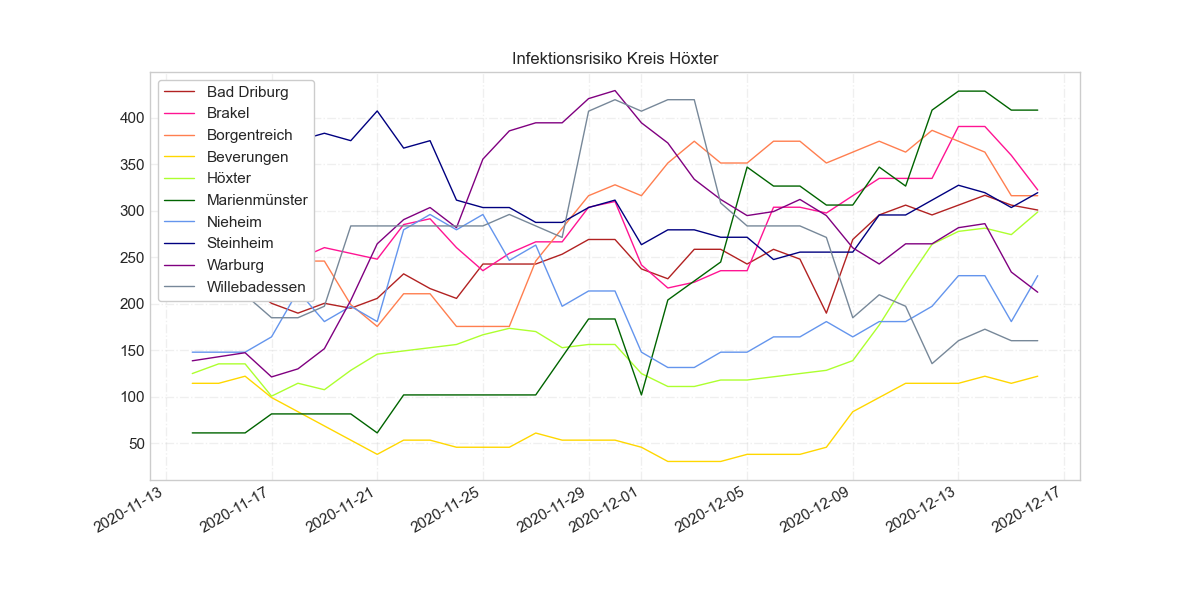 Infektionsrisiko Kreis Höxter
Bad Driburg
Brakel
Borgentreich
Beverungen
Höxter
Marienmünster
Nieheim
Steinheim
Warburg
Willebadessen
400
350
300
250
200
150
100
50
2020-11-13
2020-11-17
2020-11-21
2020-11-25
2020-11-29
2020-12-01
2020-12-05
2020-12-09
2020-12-13
2020-12-17